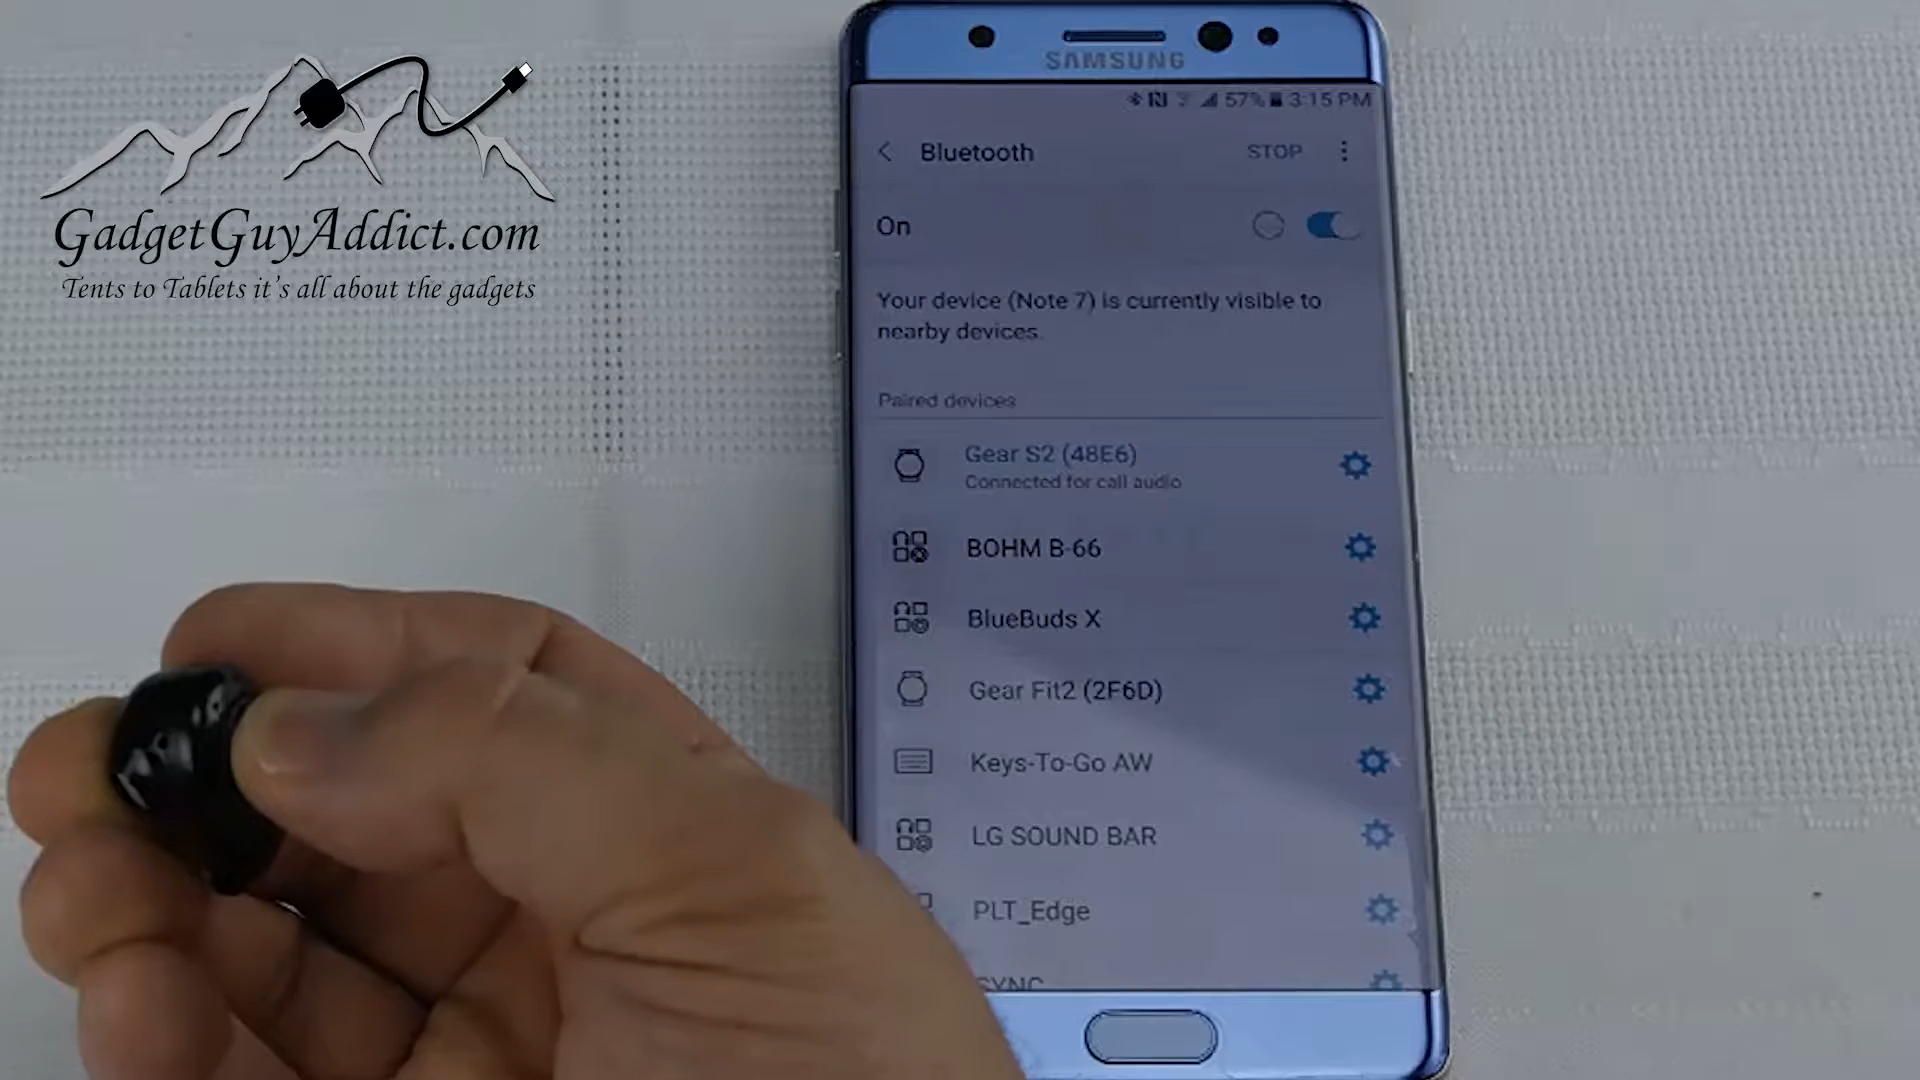 GadgetGuyAddict.com
Tents to Tablets it's all about the gadgets
SAMSUNG
57% 3:15 PM
Bluetooth STOP
On
Your device (Note 7) is currently visible to
nearby devices.
Paired devices
Gear S2 (48E6)
Connected for call audio
BOHM B-66
BlueBuds X
Gear Fit2 (2F6D)
Keys-To-Go AW
LG SOUND BAR
PLT_Edge
SYNC